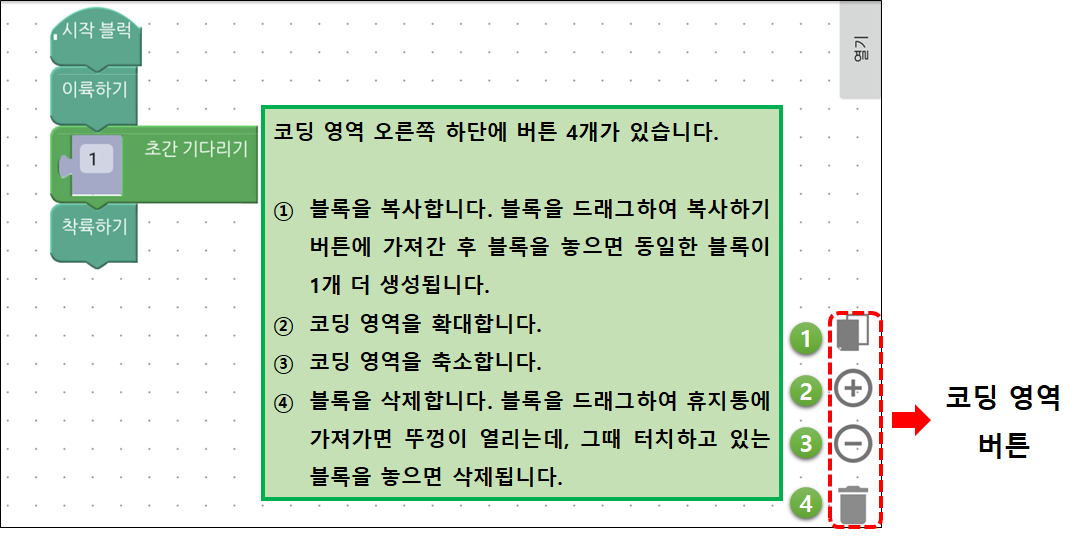 시작 블럭
이륙하기
1
초간 기다리기
착륙하기
열기
코딩 영역 오른쪽 하단에 버튼 4개가 있습니다.
① 블록을 복사합니다. 블록을 드래그하여 복사하기
버튼에 가져간 후 블록을 놓으면 동일한 블록이
1개 더 생성됩니다.
② 코딩 영역을 확대합니다.
③ 코딩 영역을 축소합니다.
④ 블록을 삭제합니다. 블록을 드래그하여 휴지통에
가져가면 뚜껑이 열리는데, 그때 터치하고 있는
블록을 놓으면 삭제됩니다.
1
2
3
4
코딩 영역
버튼